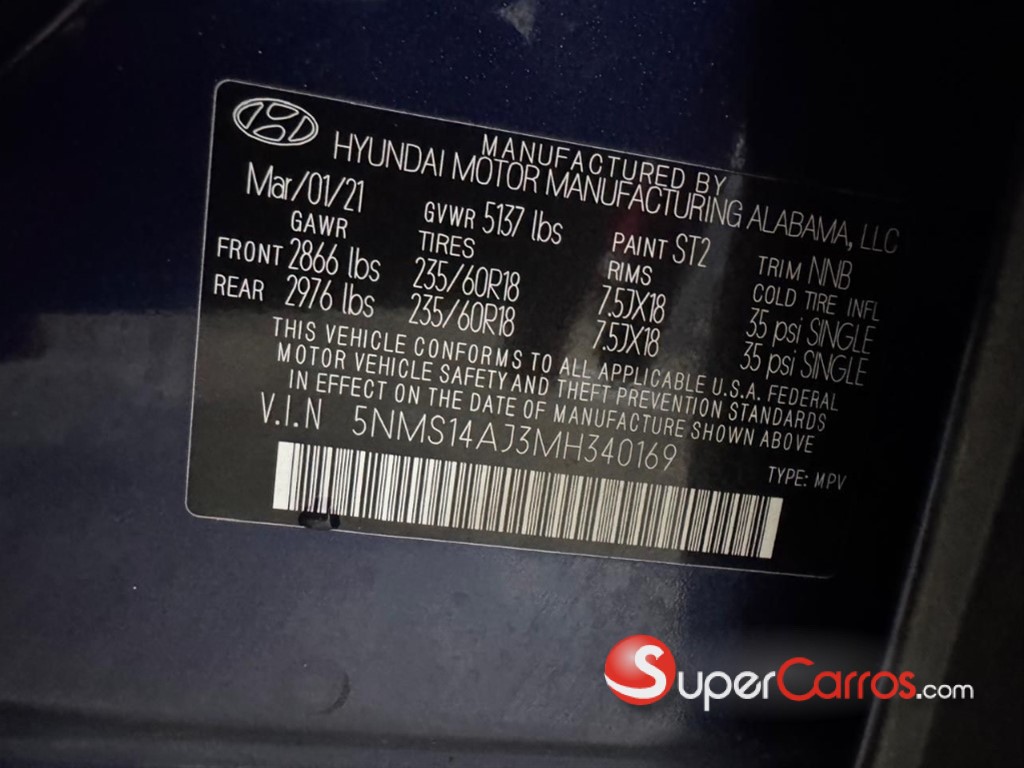 MANUFACTURED BY
HYUNDAI MOTOR MANUFACTURING ALABAMA, LLC
Mar/01/21 GVWR 5137 lbs PAINT ST2 TRIM NNB
GAWR TIRES RIMS COLD TIRE INFL
FRONT 2866 lbs 235/60R18 7.5JX18 35 psi SINGLE
REAR 2976 lbs 235/60R18 7.5JX18 35 psi SINGLE
THIS VEHICLE CONFORMS TO ALL APPLICABLE U.S.A. FEDERAL
MOTOR VEHICLE SAFETY AND THEFT PREVENTION STANDARDS
IN EFFECT ON THE DATE OF MANUFACTURE SHOWN ABOVE
V.I.N 5NMS14AJ3MH340169
TYPE: MPV
SuperCarros.com